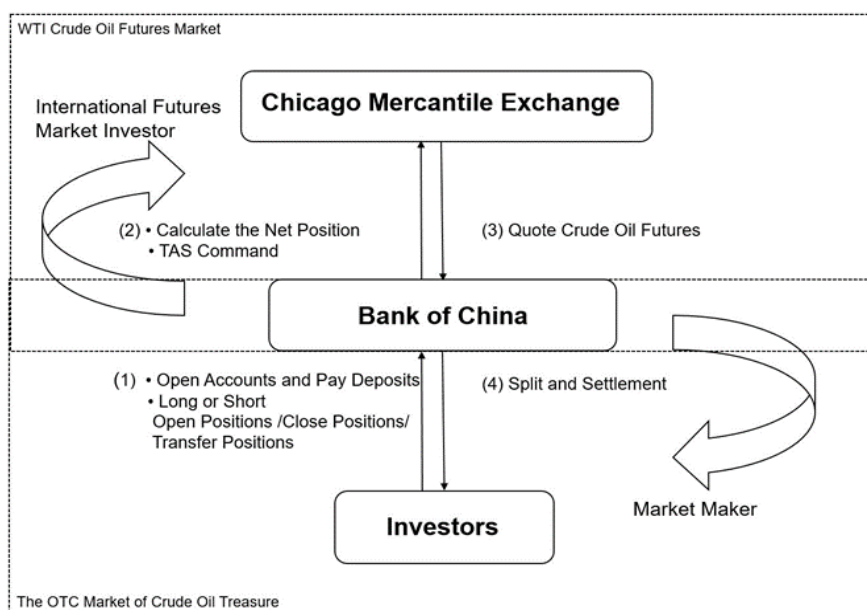 WTI Crude Oil Futures Market
Chicago Mercantile Exchange
International Futures
Market Investor
(2) • Calculate the Net Position
• TAS Command
(3) Quote Crude Oil Futures
Bank of China
(1) • Open Accounts and Pay Deposits
• Long or Short
Open Positions /Close Positions/
Transfer Positions
(4) Split and Settlement
Investors
Market Maker
The OTC Market of Crude Oil Treasure